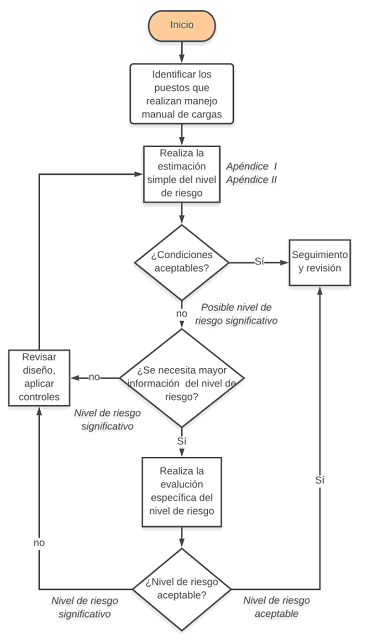 Inicio
Identificar los
puestos que
realizan manejo
manual de cargas
Realiza la
estimación
simple del nivel
de riesgo
Apéndice I
Apéndice II
¿Condiciones
aceptables?
Sí
Seguimiento
y revisión
no
Posible nivel de
riesgo significativo
¿Se necesita mayor
información del nivel de
riesgo?
no
Revisar
diseño,
aplicar
controles
Nivel de riesgo
significativo
Sí
Realiza la
evalución
específica del
nivel de riesgo
Sí
no
¿Nivel de riesgo
aceptable?
Nivel de riesgo
significativo
Nivel de riesgo
aceptable